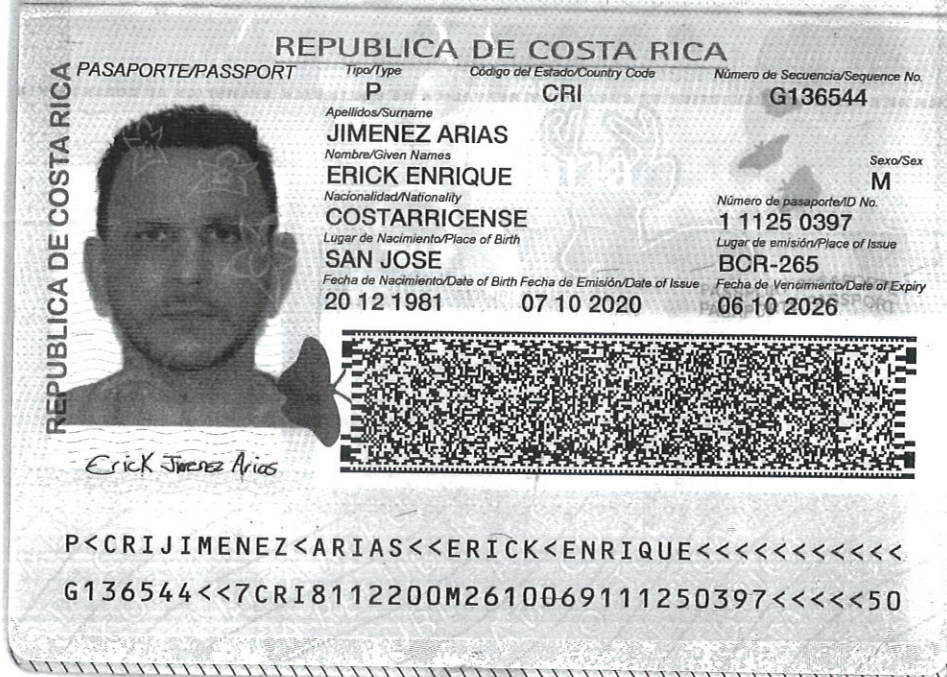 REPUBLICA DE COSTA RICA
REPUBLICA DE COSTA RICA
PASAPORTE/PASSPORT
Tipo/Type
P
Código del Estado/Country Code
CRI
Número de Secuencia/Sequence No.
G136544
Apellidos/Surname
JIMENEZ ARIAS
Nombre/Given Names
ERICK ENRIQUE
Sexo/Sex
M
Nacionalidad/Nationality
COSTARRICENSE
Número de pasaporte/ID No.
1 1125 0397
Lugar de Nacimiento/Place of Birth
SAN JOSE
Lugar de emisión/Place of Issue
BCR-265
Fecha de Nacimiento/Date of Birth
20 12 1981
Fecha de Emisión/Date of Issue
07 10 2020
Fecha de Vencimiento/Date of Expiry
06 10 2026
Erick Jimenez Arias
P<CRIJIMENEZ<ARIAS<<ERICK<ENRIQUE<<<<<<<<<<<
G136544<<7CRI8112200M2610069111250397<<<<<50